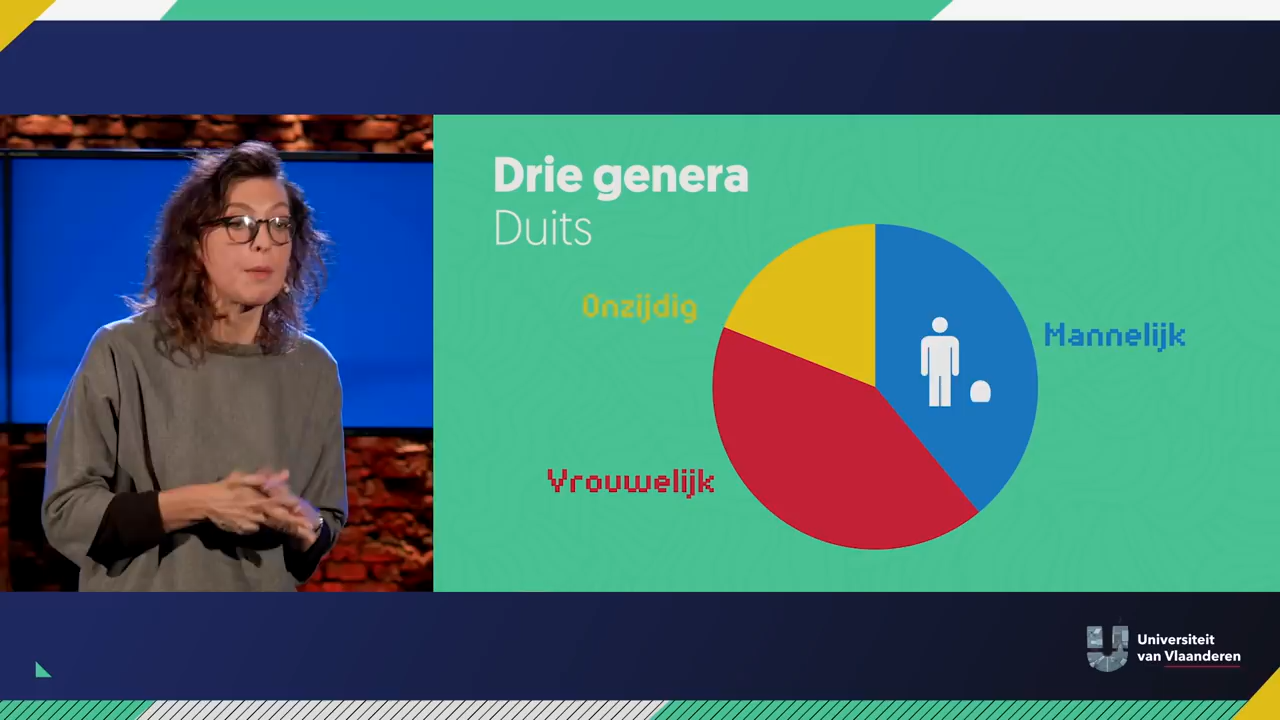 Drie genera
Duits
Onzijdig
Mannelijk
Vrouwelijk
Universiteit
van Vlaanderen